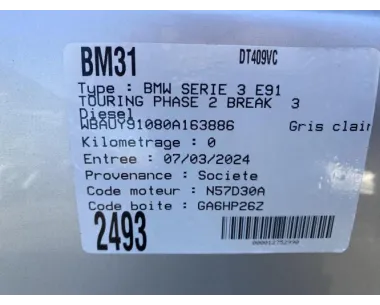 BM31 DT409VC
Type : BMW SERIE 3 E91
TOURING PHASE 2 BREAK 3
Diesel
WBAUY91080A163886 Gris clair
Kilometrage : 0
Entree : 07/03/2024
Provenance : Societe
Code moteur : N57D30A
Code boite : GA6HP26Z
2493